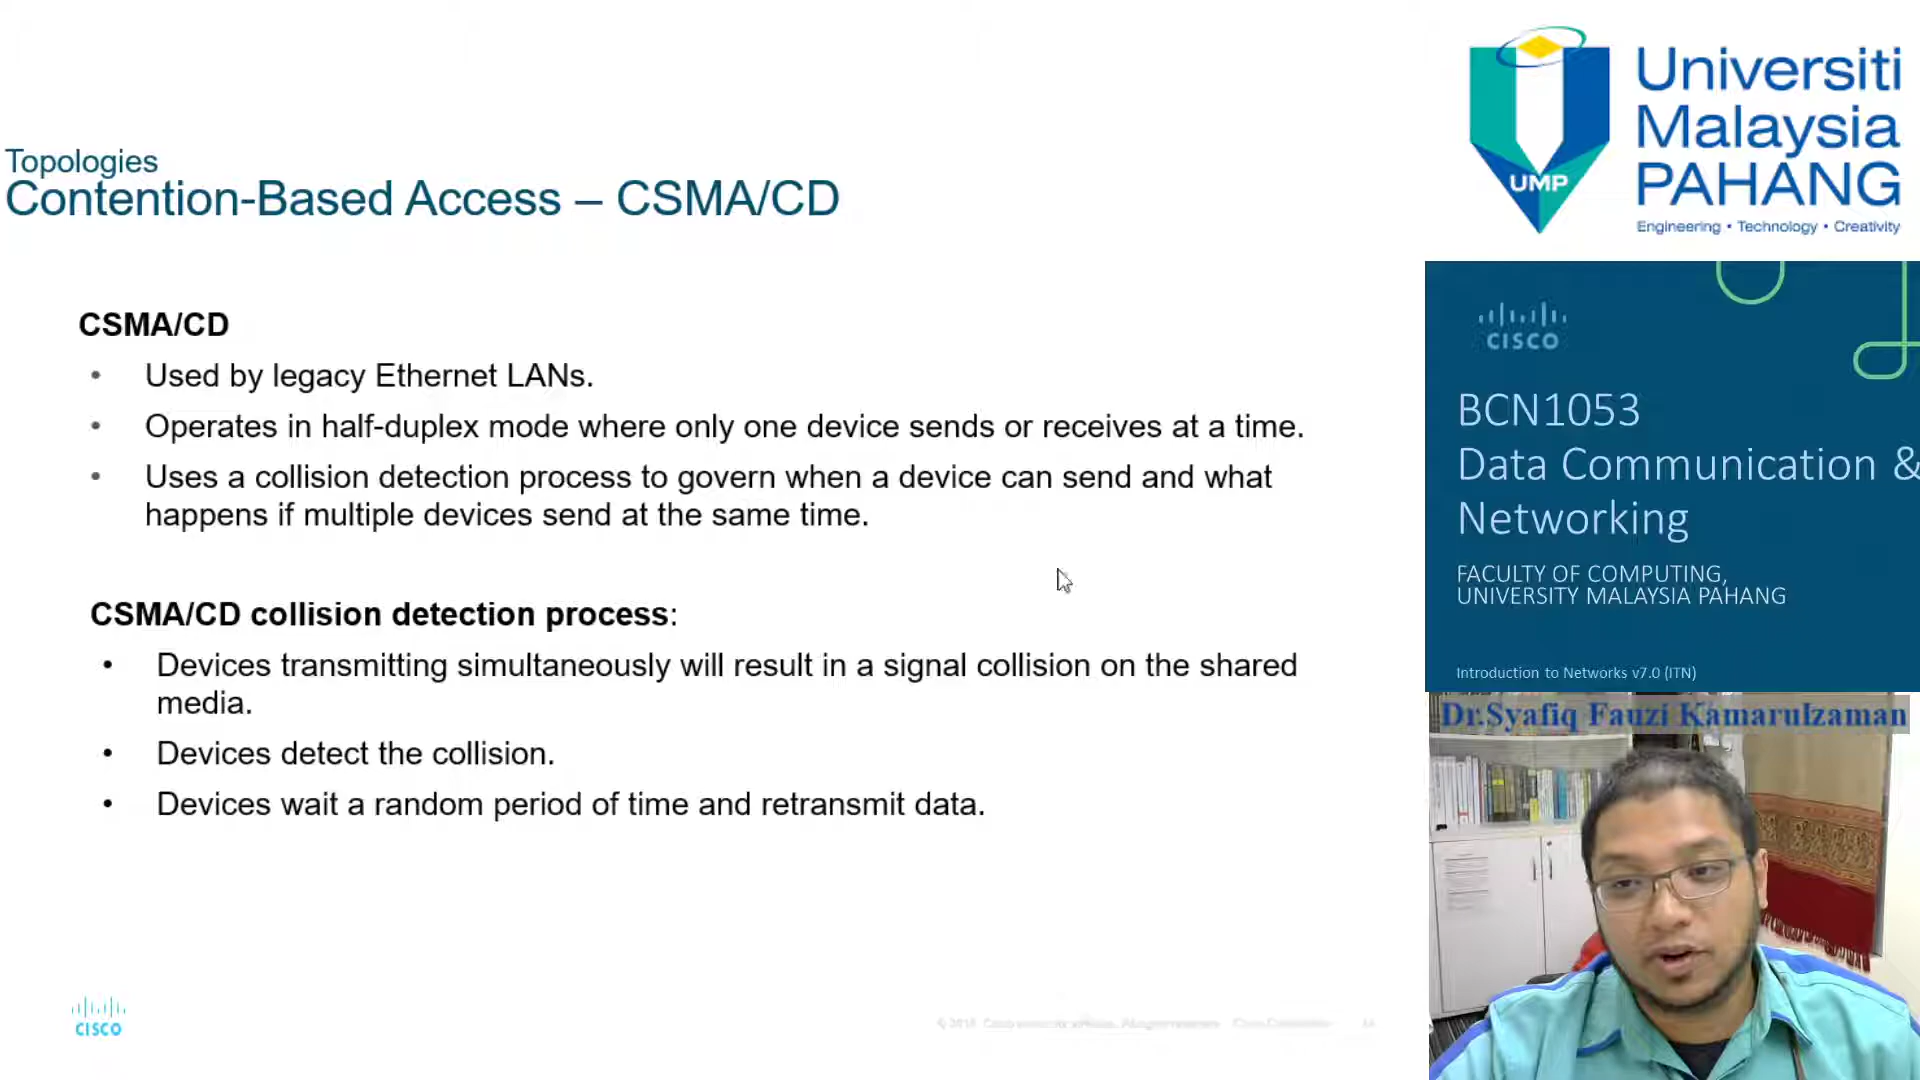 Topologies
Contention-Based Access – CSMA/CD
CSMA/CD
• Used by legacy Ethernet LANs.
• Operates in half-duplex mode where only one device sends or receives at a time.
• Uses a collision detection process to govern when a device can send and what
happens if multiple devices send at the same time.
CSMA/CD collision detection process:
• Devices transmitting simultaneously will result in a signal collision on the shared
media.
• Devices detect the collision.
• Devices wait a random period of time and retransmit data.
CISCO
UMP
Universiti
Malaysia
PAHANG
Engineering • Technology • Creativity
CISCO
BCN1053
Data Communication &
Networking
FACULTY OF COMPUTING,
UNIVERSITY MALAYSIA PAHANG
Introduction to Networks v7.0 (ITN)
Dr.Syafiq Fauzi Kamarulzaman